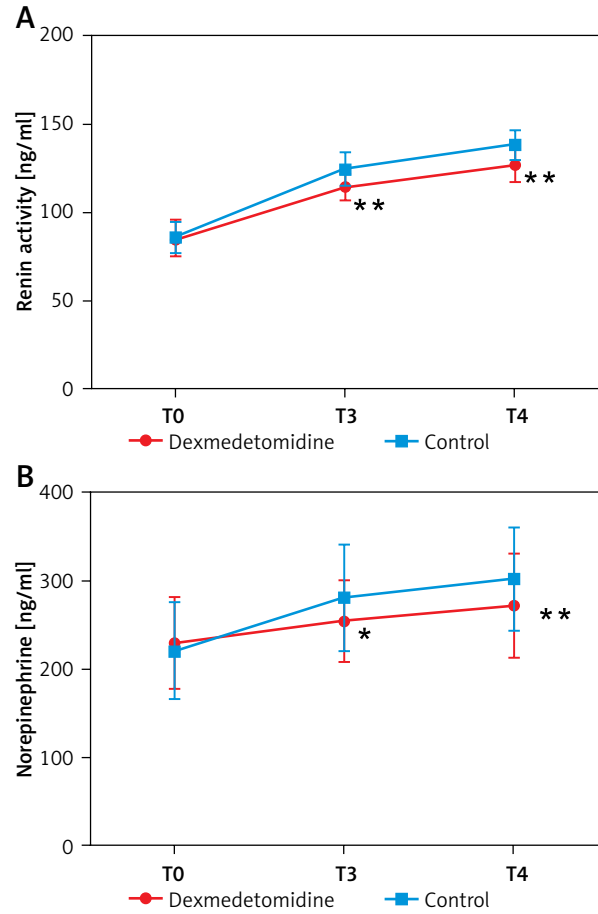 A
Renin activity [ng/ml]
200
150
100
50
0
**
**
T0 T3 T4
Dexmedetomidine Control
B
Norepinephrine [ng/ml]
400
300
200
100
0
*
**
T0 T3 T4
Dexmedetomidine Control